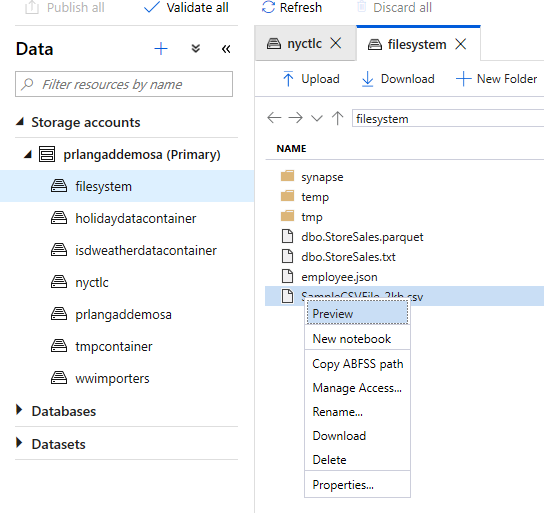 Publish all
Validate all
Refresh
Discard all
Data
Filter resources by name
Storage accounts
prlangaddemosa (Primary)
filesystem
holidaydatacontainer
isdweatherdatacontainer
nyctlc
prlangaddemosa
tmpcontainer
wwimporters
Databases
Datasets
nyctlc
filesystem
Upload
Download
New Folder
filesystem
NAME
synapse
temp
tmp
dbo.StoreSales.parquet
dbo.StoreSales.txt
employee.json
SampleCSVFile_2kb.csv
Preview
New notebook
Copy ABFSS path
Manage Access...
Rename...
Download
Delete
Properties...